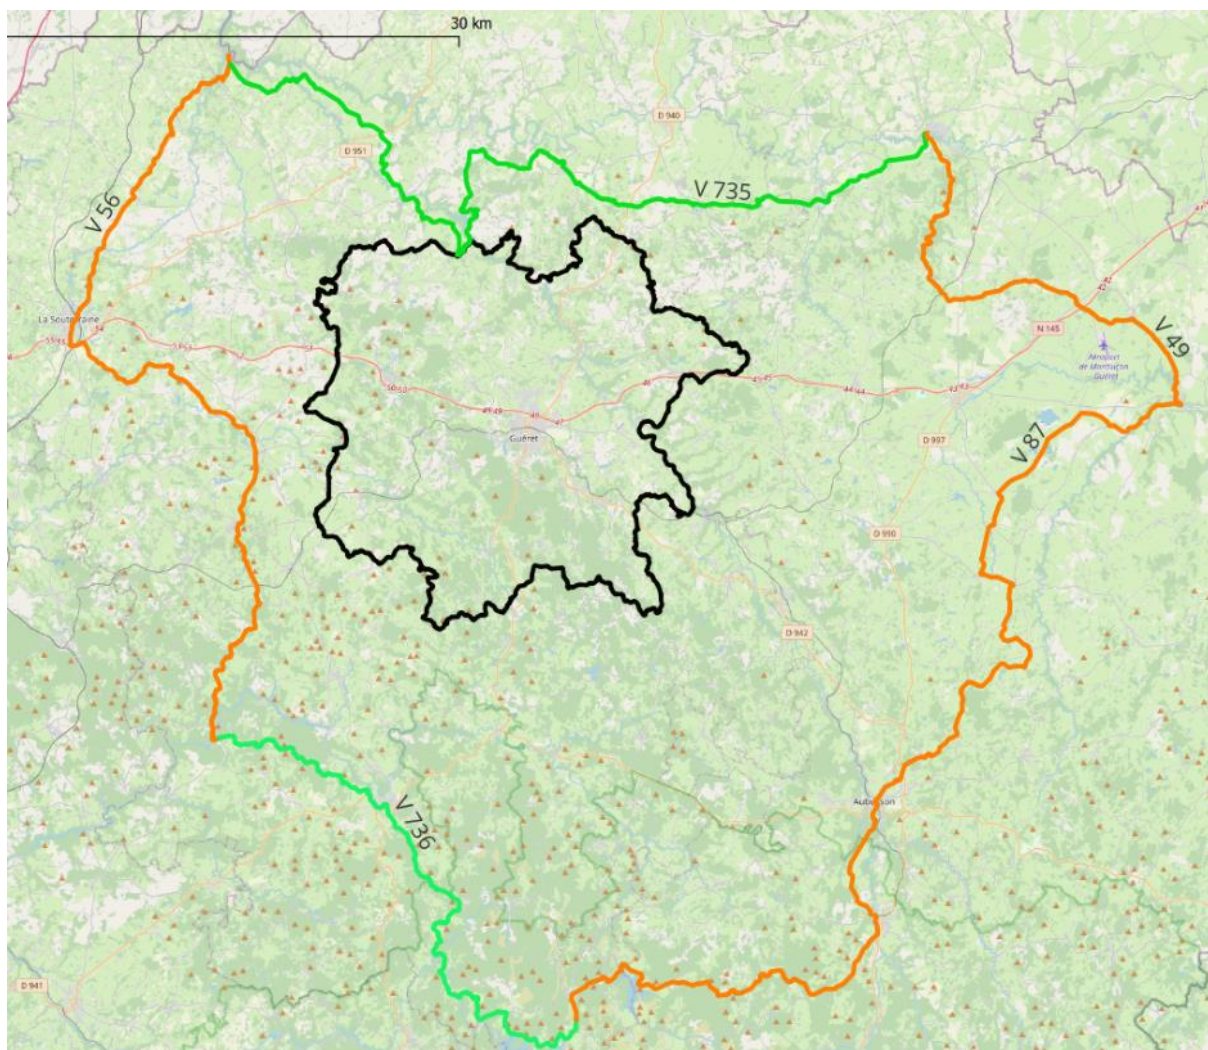 30 km
D 940
D 951
V 735
V 56
La Souterraine
N 145
V 49
Aéroport
de Montluçon
Guéret
Guéret
V 87
D 997
D 990
D 942
Aubusson
V 736
D 941